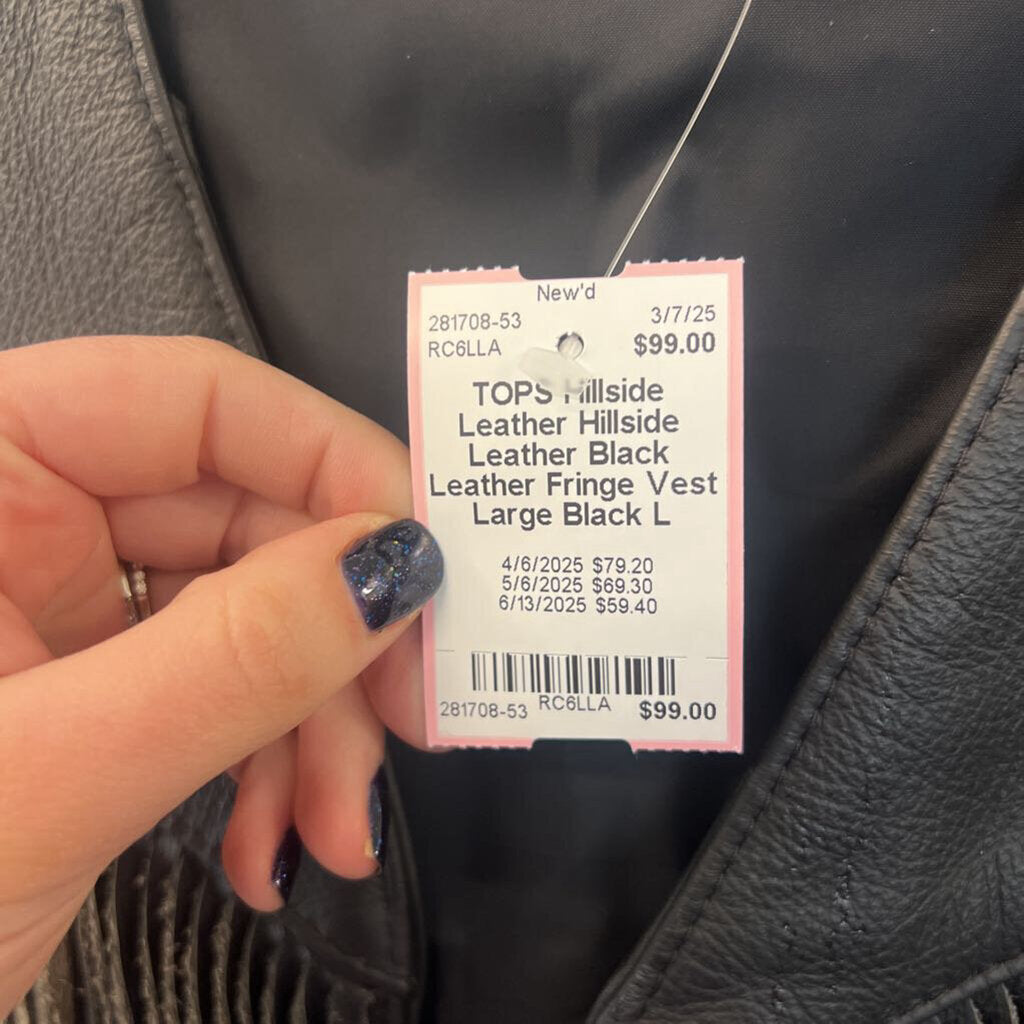 New'd
281708-53 3/7/25
RC6LLA $99.00
TOPS Hillside
Leather Hillside
Leather Black
Leather Fringe Vest
Large Black L
4/6/2025 $79.20
5/6/2025 $69.30
6/13/2025 $59.40
281708-53 RC6LLA $99.00